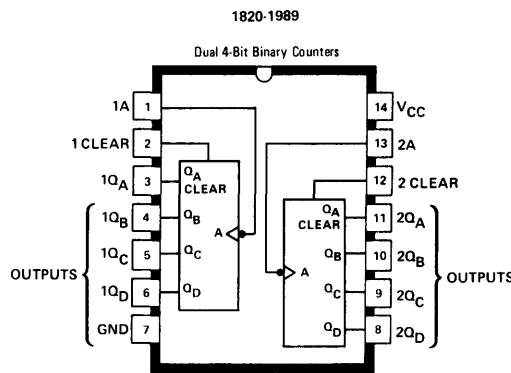 1820-1989
Dual 4-Bit Binary Counters
1A 1 14 VCC
1 CLEAR 2 13 2A
1QA 3 QA CLEAR 12 2 CLEAR
1QB 4 QB QA CLEAR 11 2QA
1QC 5 QC A QB 10 2QB
OUTPUTS A OUTPUTS
1QD 6 QD QC 9 2QC
GND 7 QD 8 2QD